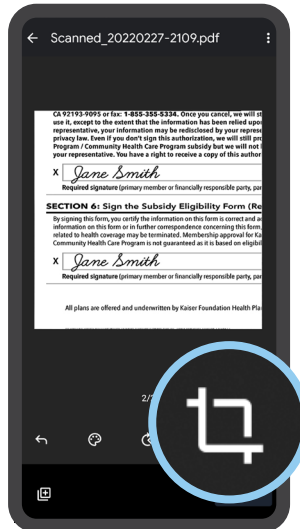 Scanned_20220227-2109.pdf
CA 92193-9095 or fax: 1-855-355-5334. Once you cancel, we will st
use it, except to the extent that the information has been relied upo
representative, your information may be redisclosed by your represe
privacy law. Even if you don't sign this authorization, we will still pr
Program / Community Health Care Program subsidy but we will not
your representative. You have a right to receive a copy of this author
X Jane Smith
Required signature (primary member or financially responsible party, par
SECTION 6: Sign the Subsidy Eligibility Form (Re
By signing this form, you certify the information on this form is correct and ac
information on this form or in further correspondence concerning this form,
related to health coverage may be terminated. Membership approval for Ka
Community Health Care Program is not guaranteed as it is based on eligibil
X Jane Smith
Required signature (primary member or financially responsible party, par
All plans are offered and underwritten by Kaiser Foundation Health Pla
2/